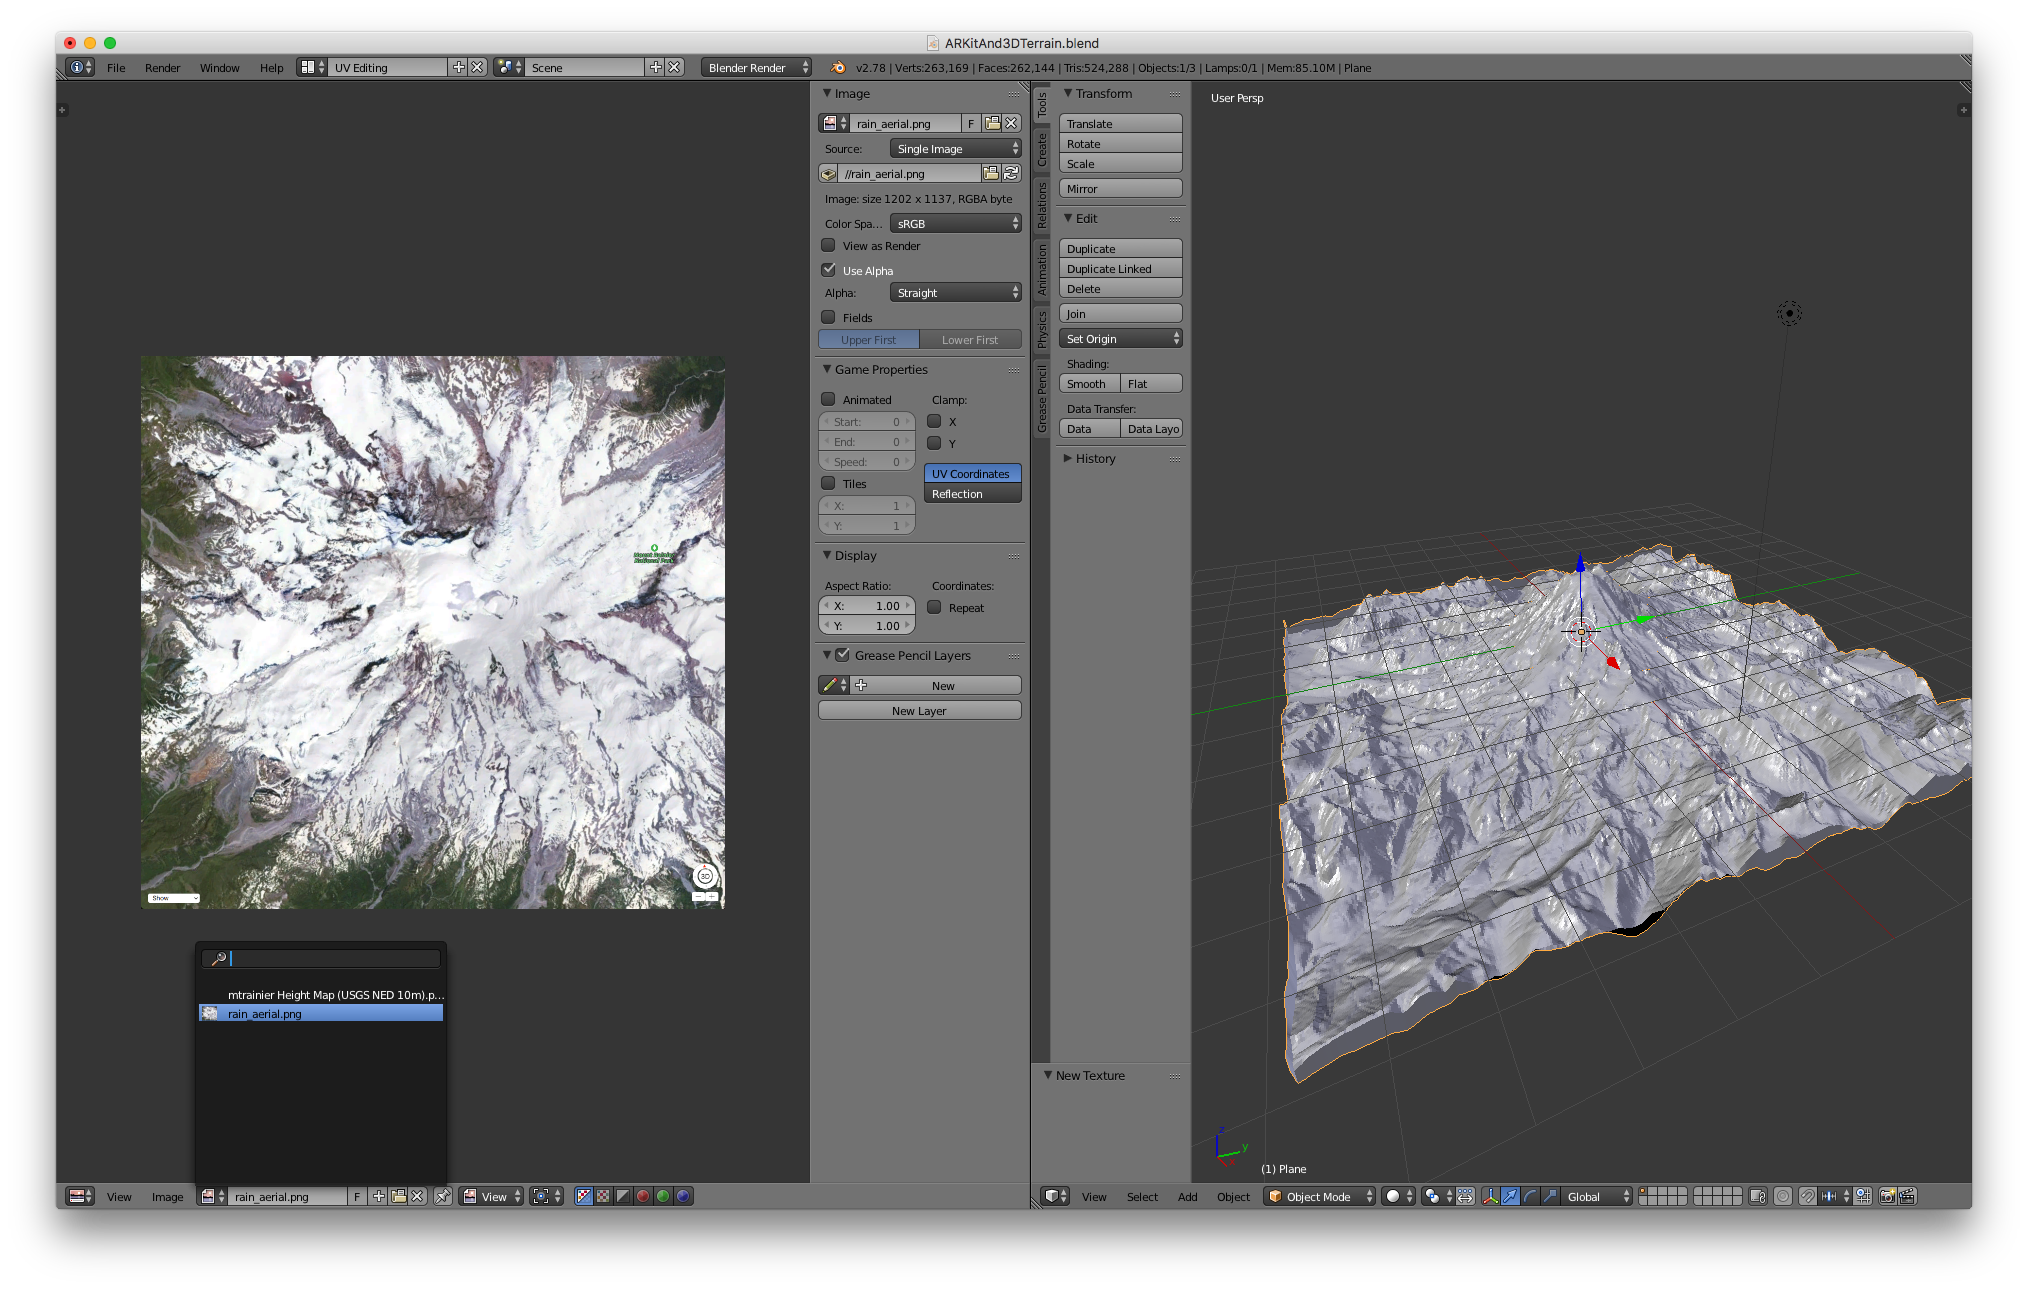 ARKitAnd3DTerrain.blend
File Render Window Help UV Editing Scene Blender Render v2.78 | Verts:263,169 | Faces:262,144 | Tris:524,288 | Objects:1/3 | Lamps:0/1 | Mem:85.10M | Plane
Image
rain_aerial.png F
Source: Single Image
//rain_aerial.png
Image: size 1202 x 1137, RGBA byte
Color Spa... sRGB
View as Render
Use Alpha
Alpha: Straight
Fields
Upper First Lower First
Game Properties
Animated Clamp:
Start: 0 X
End: 0 Y
Speed: 0
UV Coordinates
Tiles
Reflection
X: 1
Y: 1
Display
Aspect Ratio: Coordinates:
X: 1.00 Repeat
Y: 1.00
Grease Pencil Layers
New
New Layer
Tools
Create
Relations
Animation
Physics
Grease Pencil
Transform
Translate
Rotate
Scale
Mirror
Edit
Duplicate
Duplicate Linked
Delete
Join
Set Origin
Shading:
Smooth Flat
Data Transfer:
Data Data Layo
History
New Texture
User Persp
z
y
(1) Plane
Mount Rainier
National Park
3D
Show
mtrainier Height Map (USGS NED 10m).p...
rain_aerial.png
View Image rain_aerial.png F View
View Select Add Object Object Mode Global